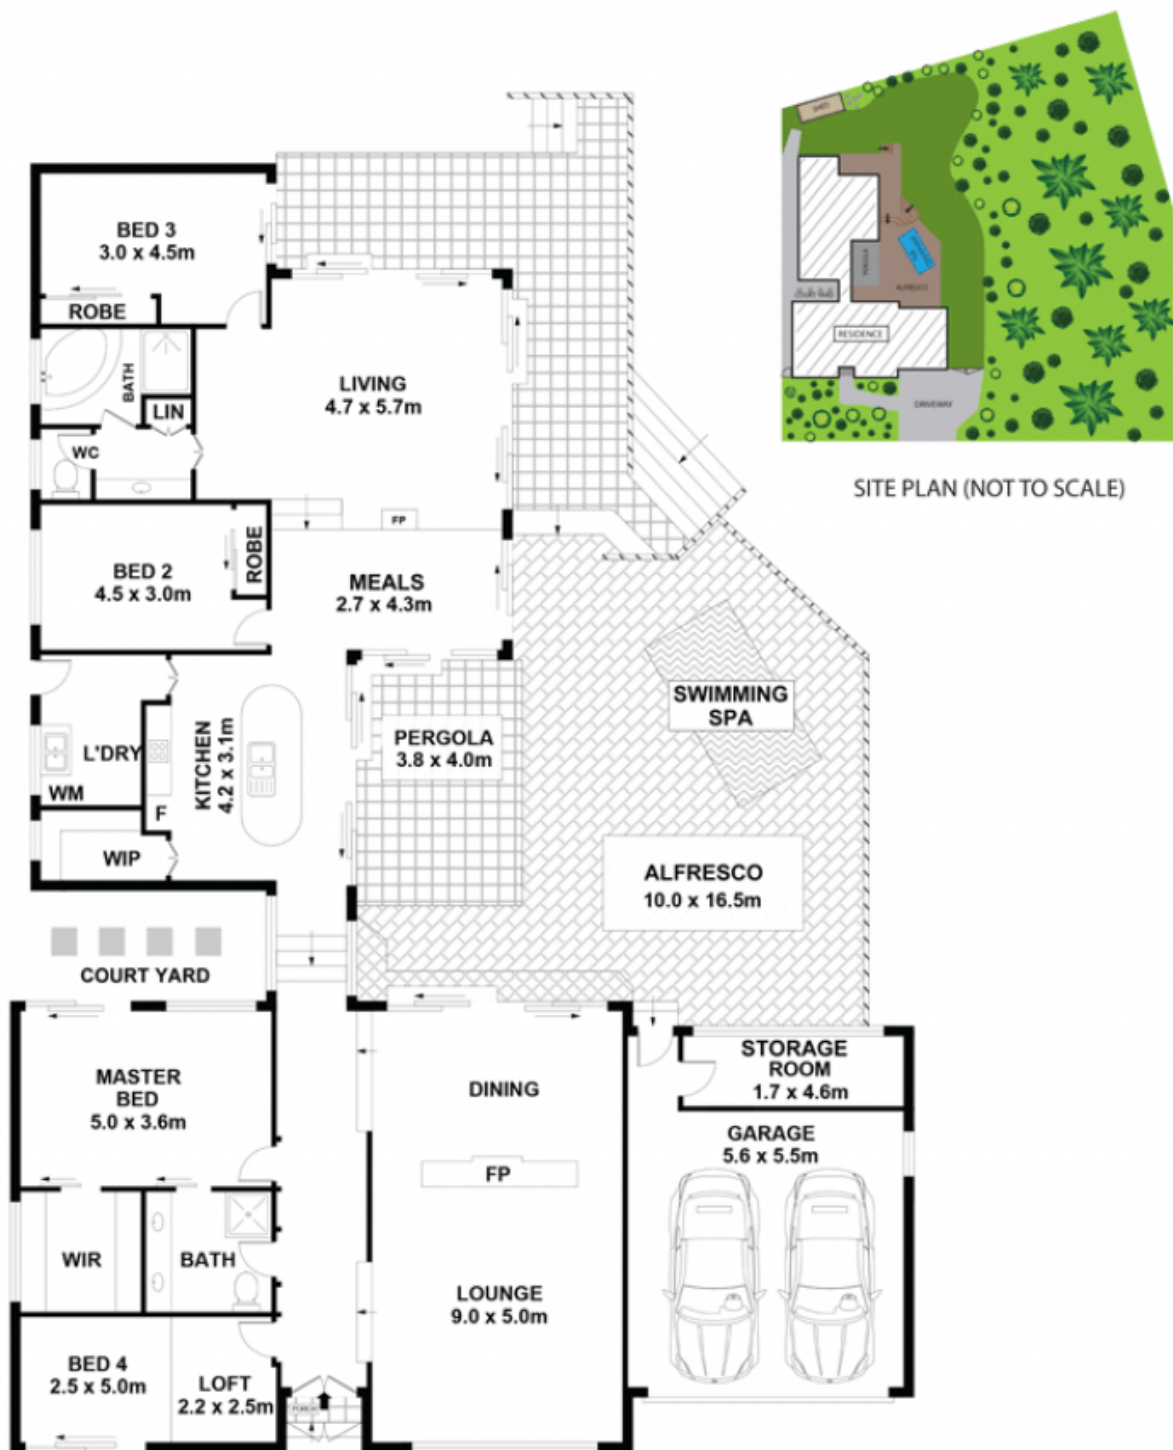 BED 3
3.0 x 4.5m
ROBE
BATH
LIN
WC
LIVING
4.7 x 5.7m
FP
BED 2
4.5 x 3.0m
ROBE
MEALS
2.7 x 4.3m
L'DRY
WM
KITCHEN
4.2 x 3.1m
F
WIP
PERGOLA
3.8 x 4.0m
SWIMMING
SPA
ALFRESCO
10.0 x 16.5m
COURT YARD
MASTER
BED
5.0 x 3.6m
WIR
BATH
DINING
FP
LOUNGE
9.0 x 5.0m
STORAGE
ROOM
1.7 x 4.6m
GARAGE
5.6 x 5.5m
BED 4
2.5 x 5.0m
LOFT
2.2 x 2.5m
PORCH
SHED
PERGOLA
ALFRESCO
RESIDENCE
DRIVEWAY
SITE PLAN (NOT TO SCALE)